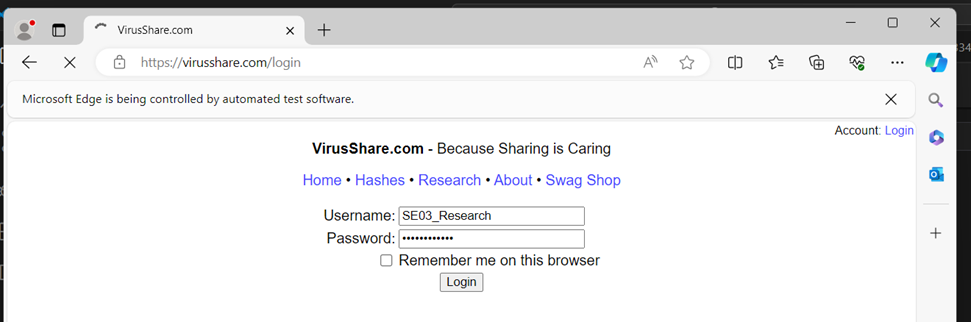 VirusShare.com
https://virusshare.com/login
Microsoft Edge is being controlled by automated test software.
Account: Login
VirusShare.com - Because Sharing is Caring
Home • Hashes • Research • About • Swag Shop
Username: SE03_Research
Password: ••••••••••••
Remember me on this browser
Login